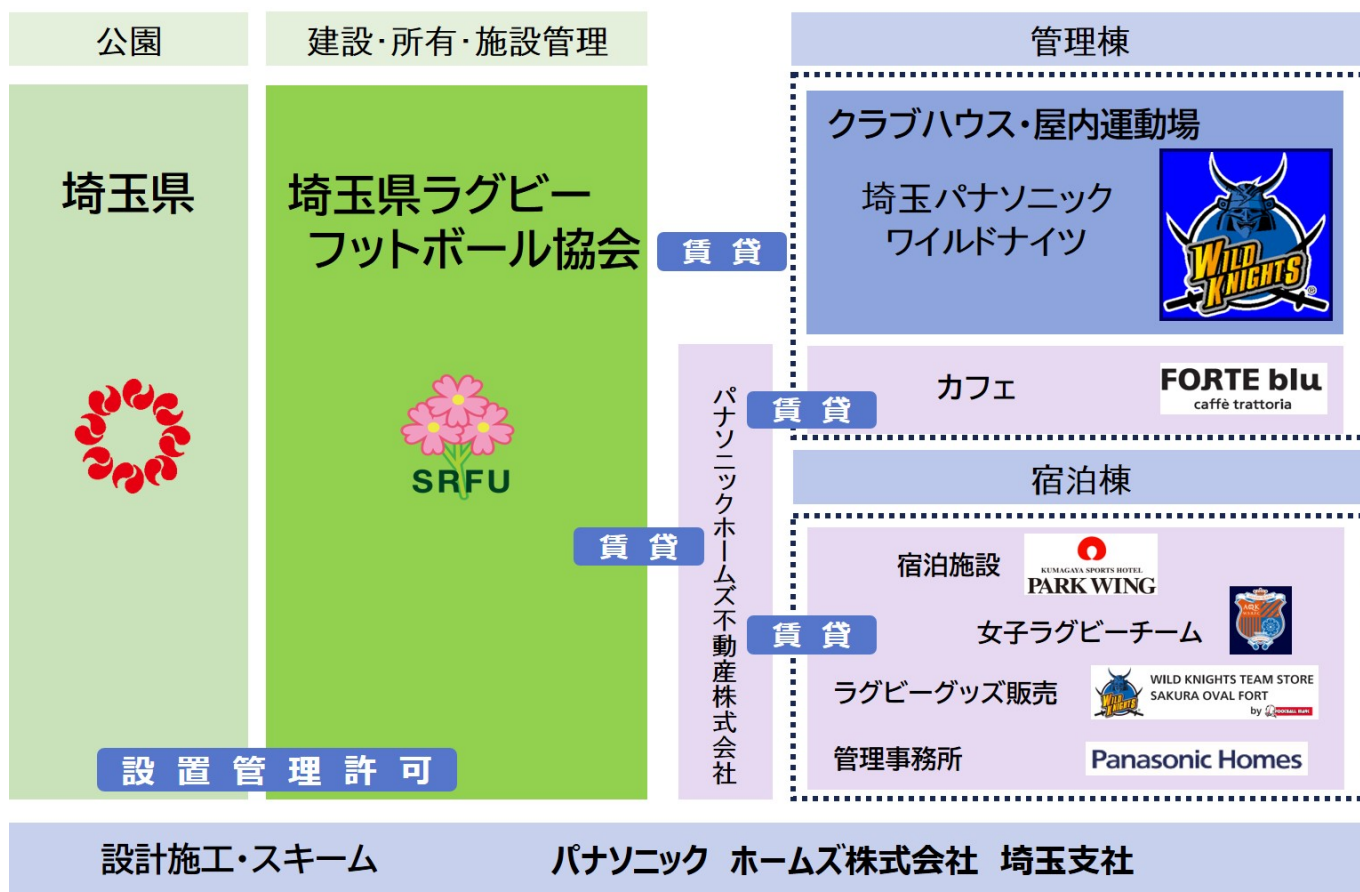 公園
建設・所有・施設管理
管理棟
埼玉県
埼玉県ラグビー
フットボール協会
SRFU
設置管理許可
賃貸
賃貸
パナソニックホームズ不動産株式会社
賃貸
賃貸
クラブハウス・屋内運動場
埼玉パナソニック
ワイルドナイツ
WILD
KNIGHTS
カフェ
FORTE blu
caffè trattoria
宿泊棟
宿泊施設
KUMAGAYA SPORTS HOTEL
PARK WING
女子ラグビーチーム
ラグビーグッズ販売
WILD KNIGHTS
WILD KNIGHTS TEAM STORE
SAKURA OVAL FORT
by
管理事務所
Panasonic Homes
設計施工・スキーム
パナソニック ホームズ株式会社 埼玉支社